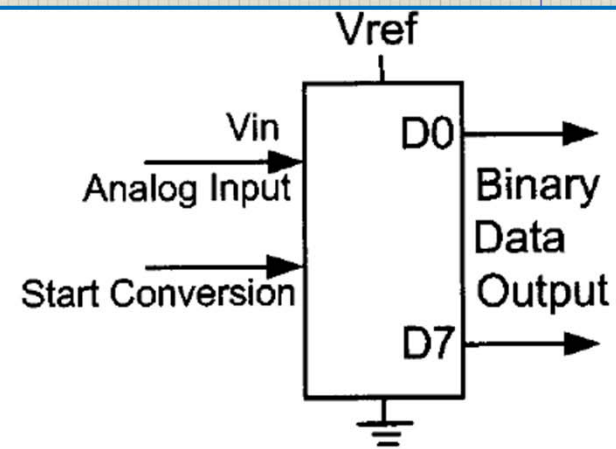 Vref
Vin
Analog Input
Start Conversion
D0
Binary
Data
Output
D7